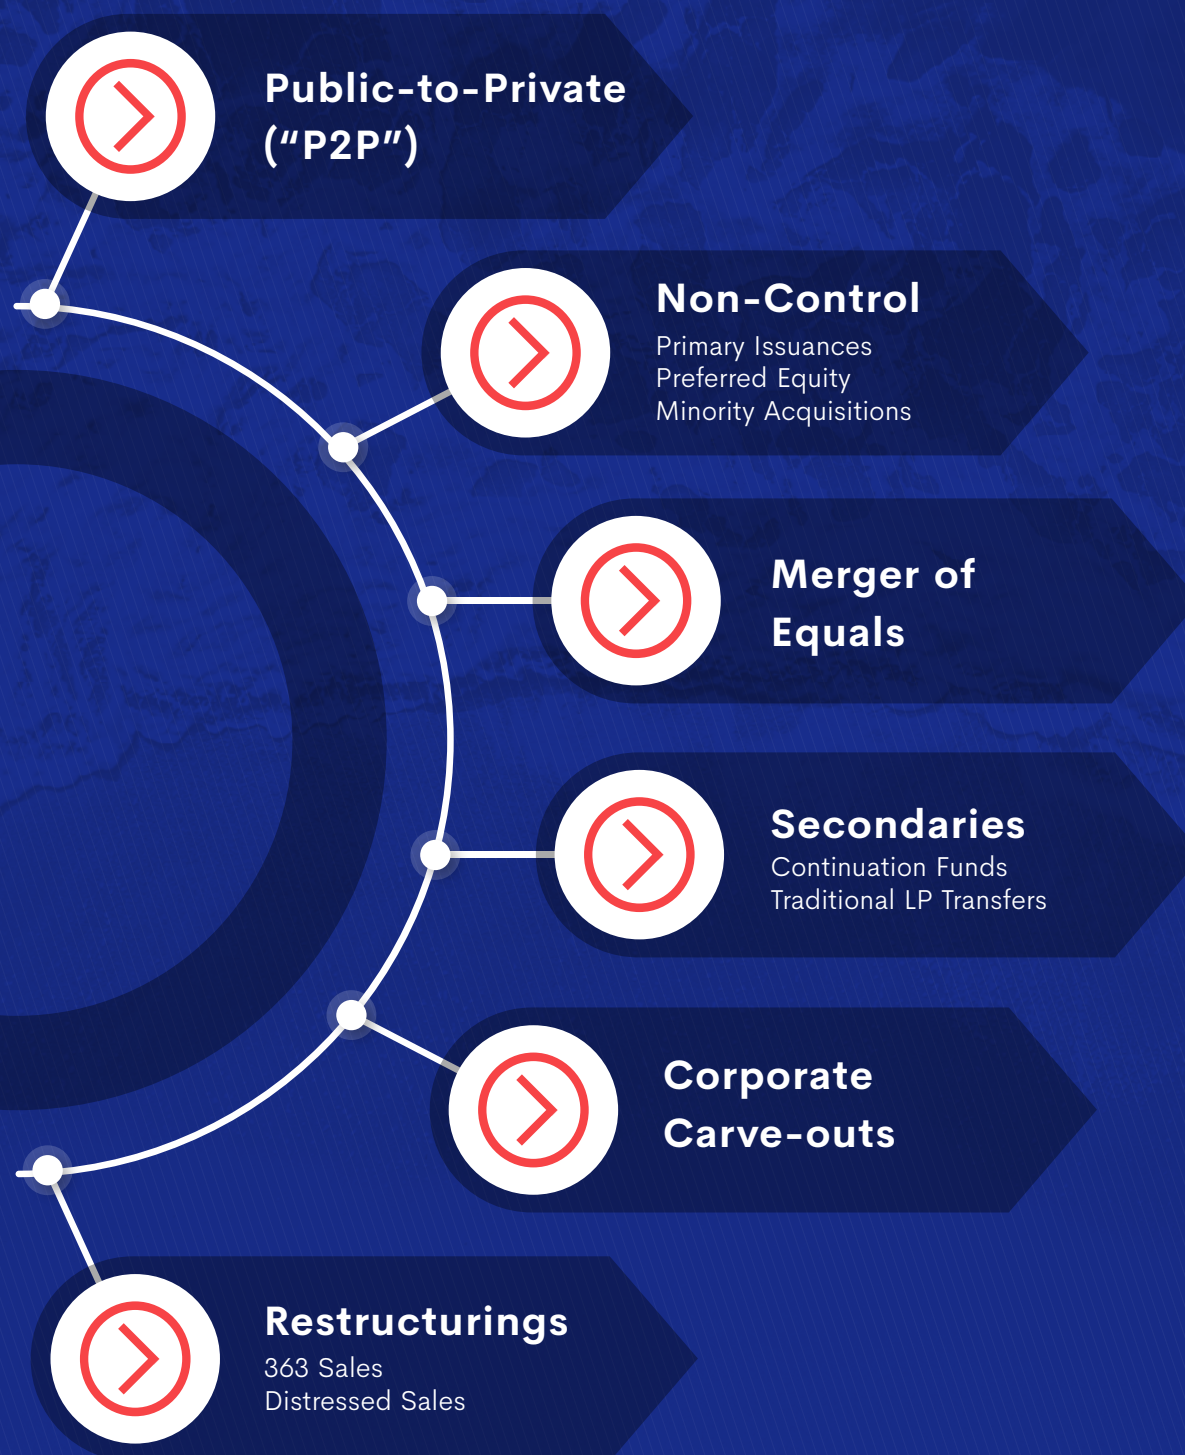 Public-to-Private
(“P2P”)
Non-Control
Primary Issuances
Preferred Equity
Minority Acquisitions
Merger of
Equals
Secondaries
Continuation Funds
Traditional LP Transfers
Corporate
Carve-outs
Restructurings
363 Sales
Distressed Sales